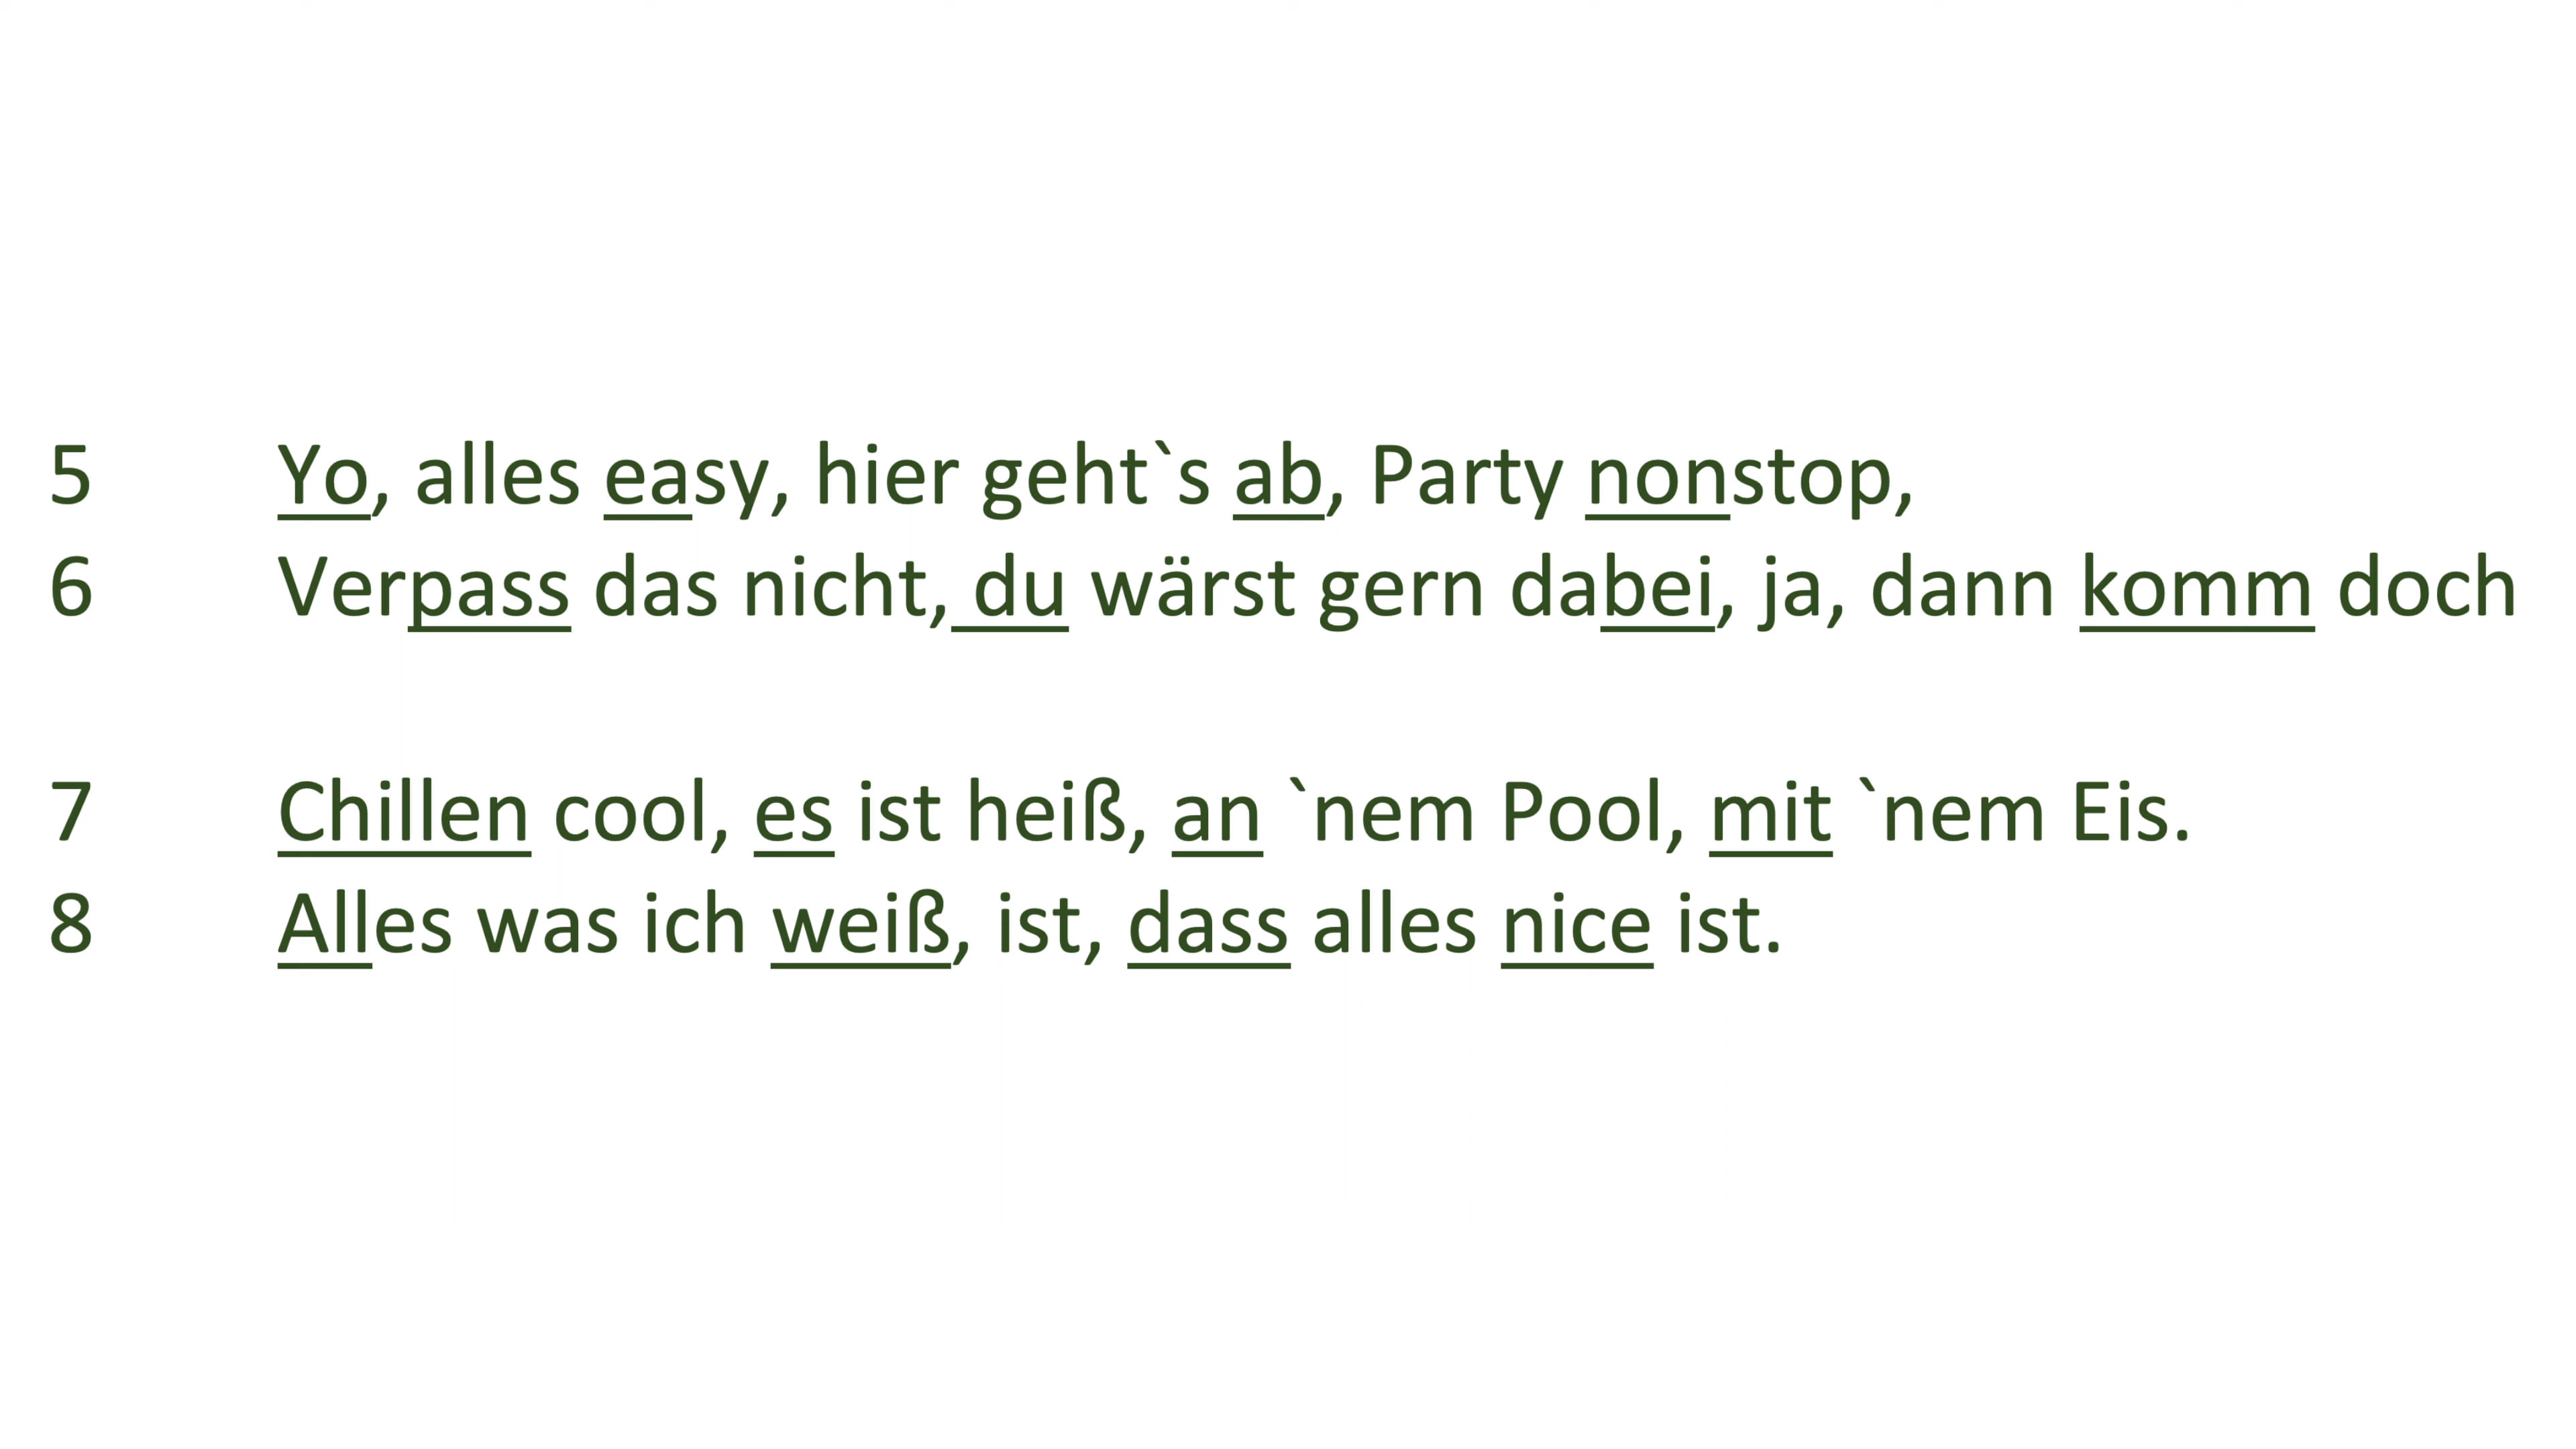 5 Yo, alles easy, hier geht`s ab, Party nonstop,
6 Verpass das nicht, du wärst gern dabei, ja, dann komm doch
7 Chillen cool, es ist heiß, an `nem Pool, mit `nem Eis.
8 Alles was ich weiß, ist, dass alles nice ist.